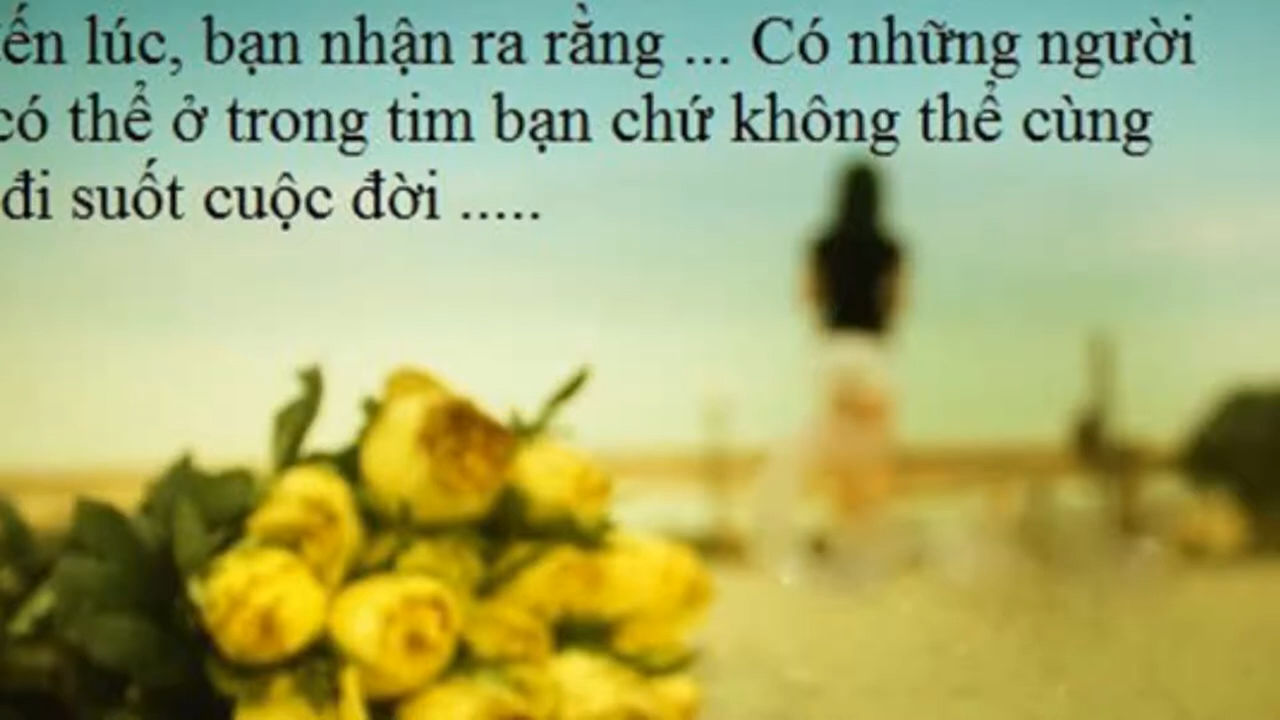 ến lúc, bạn nhận ra rằng ... Có những người
có thể ở trong tim bạn chứ không thể cùng
đi suốt cuộc đời .....